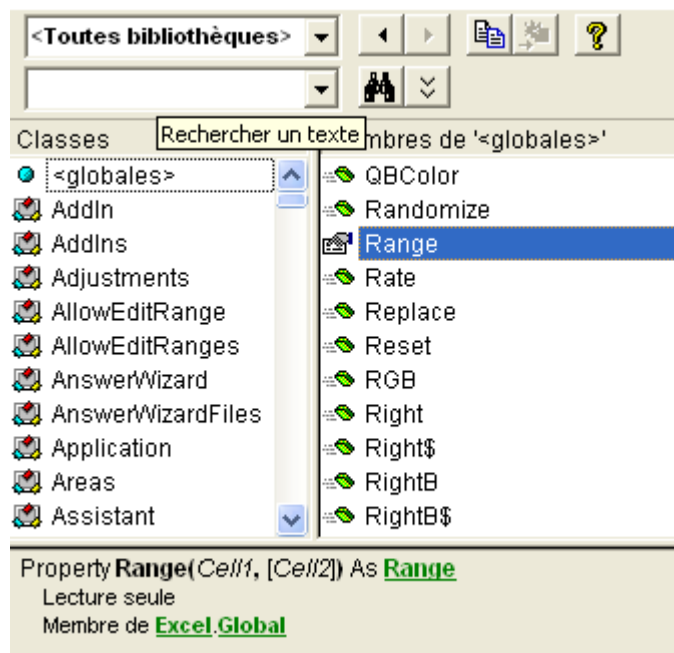 <Toutes bibliothèques>
Rechercher un texte
Classes
mbres de '<globales>'
<globales>
AddIn
AddIns
Adjustments
AllowEditRange
AllowEditRanges
AnswerWizard
AnswerWizardFiles
Application
Areas
Assistant
QBColor
Randomize
Range
Rate
Replace
Reset
RGB
Right
Right$
RightB
RightB$
Property Range(Cell1, [Cell2]) As Range
Lecture seule
Membre de Excel.Global